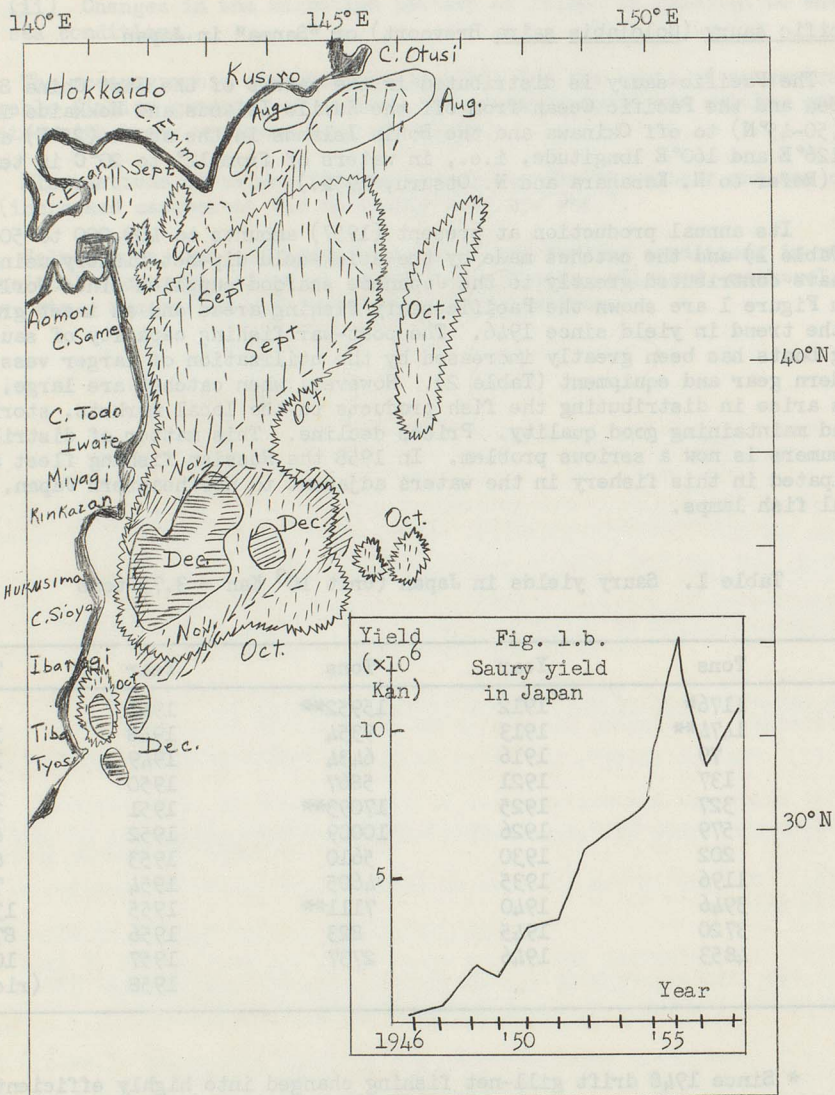 140°E 145°E 150°E
C. Otusi
Kusiro
Hokkaido
Aug.
Aug.
C. Erimo
Sept
Oct.
Sept
Sept
Oct.
Oct.
Aomori
C. Same
40°N
C. Todo
Iwate
Miyagi
Kinkazan
Nov.
Dec.
Dec.
Oct.
Hukusima
C. Sioya
Nov.
Oct.
Ibaragi
Oct
Tiba
Dec.
Tyosi
30°N
Yield
(×10⁶
Kan)
Fig. 1.b.
Saury yield
in Japan
10
5
Year
1946 '50 '55